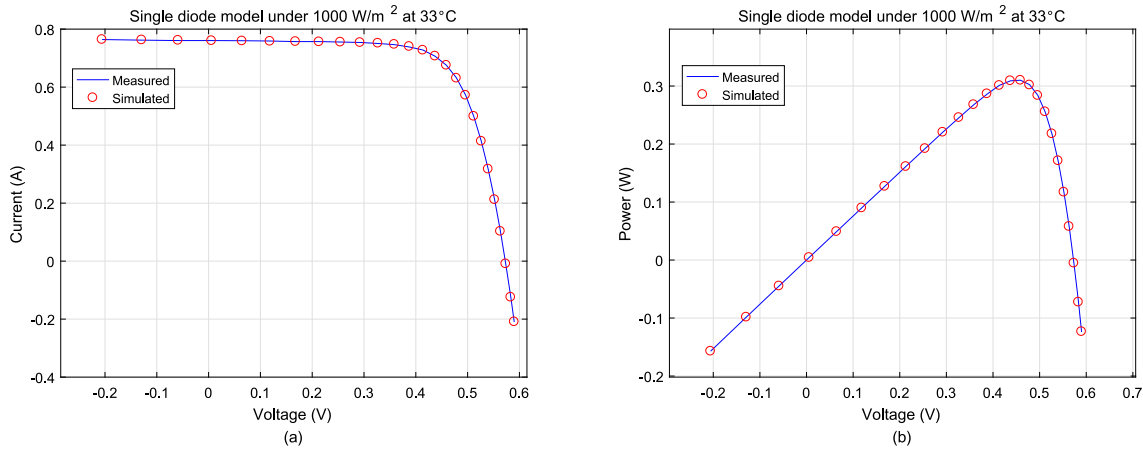 Single diode model under 1000 W/m 2 at 33°C
0.8
0.6
0.4
0.2
0
-0.2
-0.4
Current (A)
Measured
Simulated
-0.2 -0.1 0 0.1 0.2 0.3 0.4 0.5 0.6
Voltage (V)
(a)
Single diode model under 1000 W/m 2 at 33°C
0.3
0.2
0.1
0
-0.1
-0.2
Power (W)
Measured
Simulated
-0.2 -0.1 0 0.1 0.2 0.3 0.4 0.5 0.6 0.7
Voltage (V)
(b)